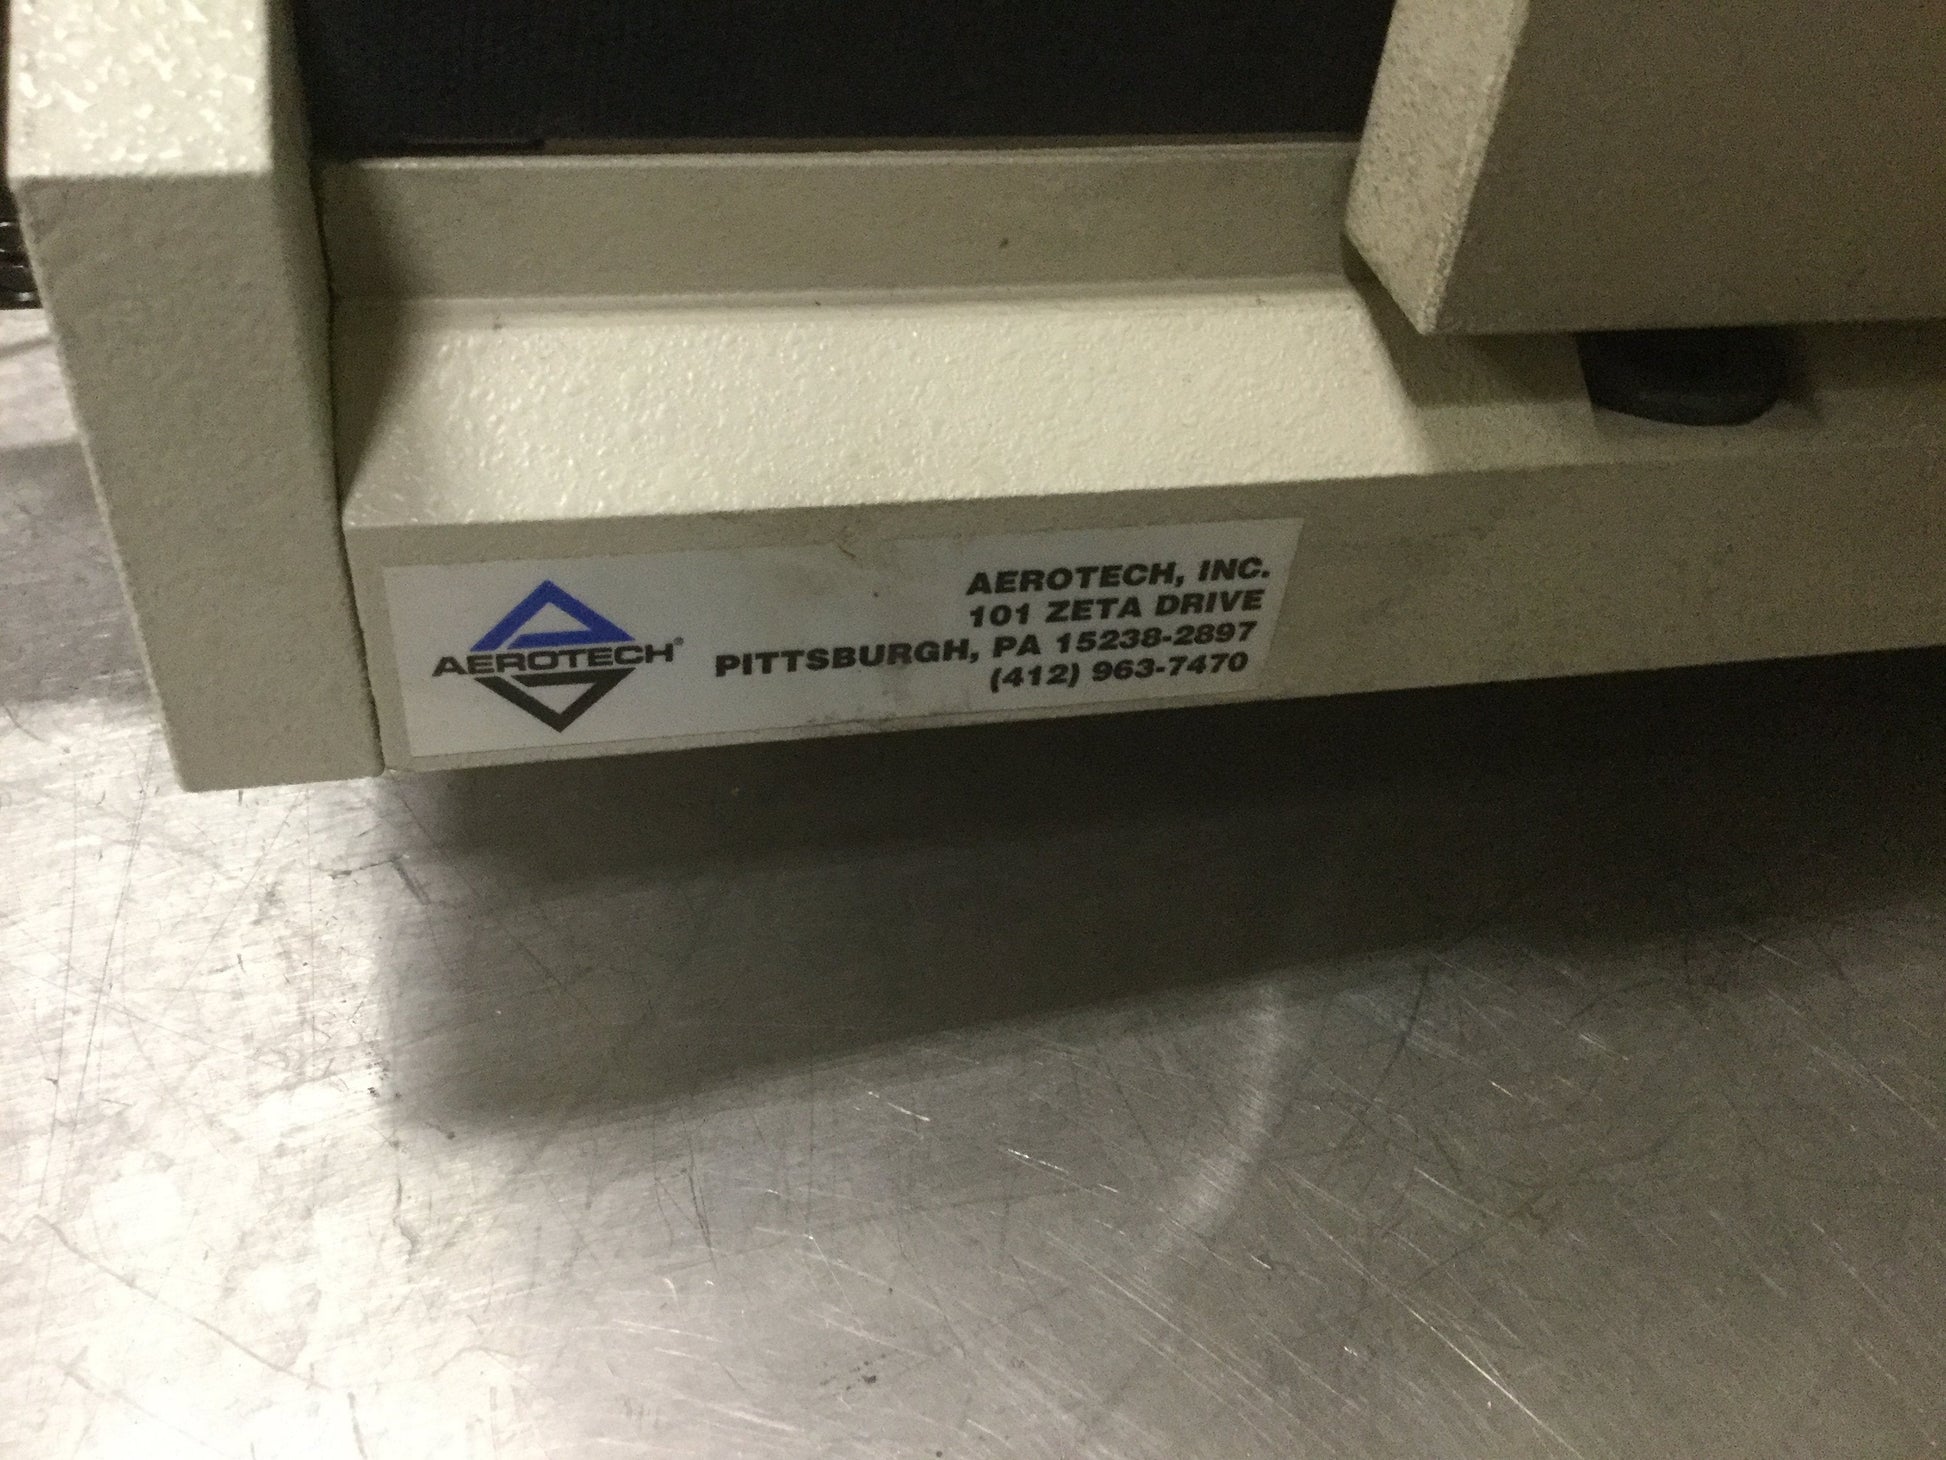 AEROTECH®
AEROTECH, INC.
101 ZETA DRIVE
PITTSBURGH, PA 15238-2897
(412) 963-7470